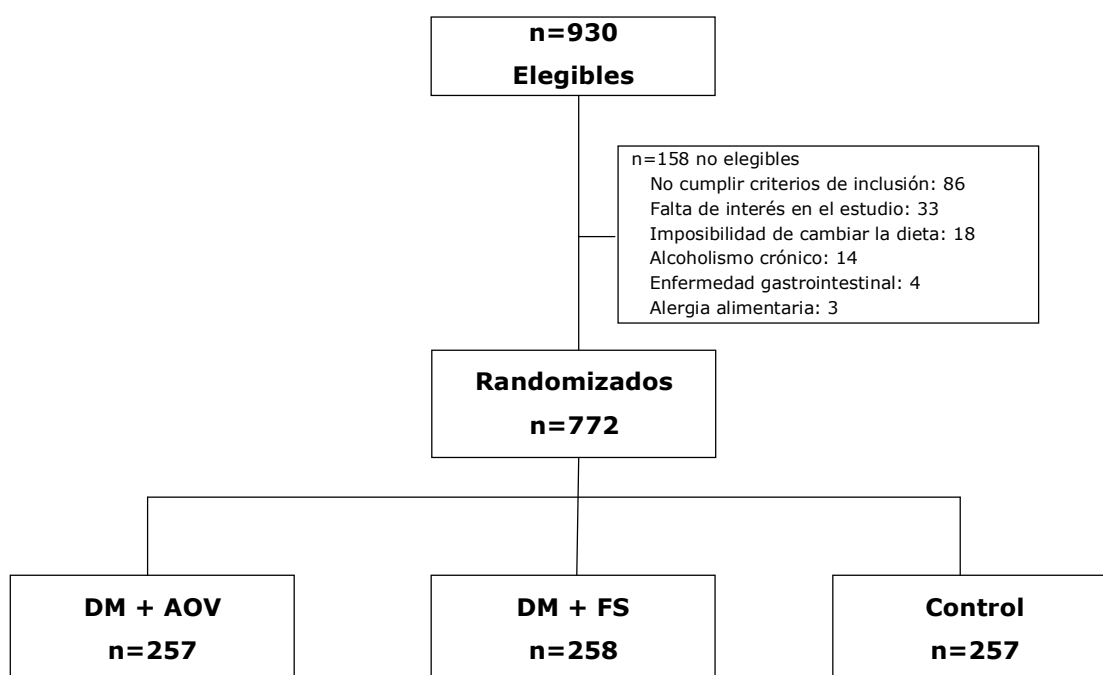 n=930
Elegibles
n=158 no elegibles
No cumplir criterios de inclusión: 86
Falta de interés en el estudio: 33
Imposibilidad de cambiar la dieta: 18
Alcoholismo crónico: 14
Enfermedad gastrointestinal: 4
Alergia alimentaria: 3
Randomizados
n=772
DM + AOV
n=257
DM + FS
n=258
Control
n=257